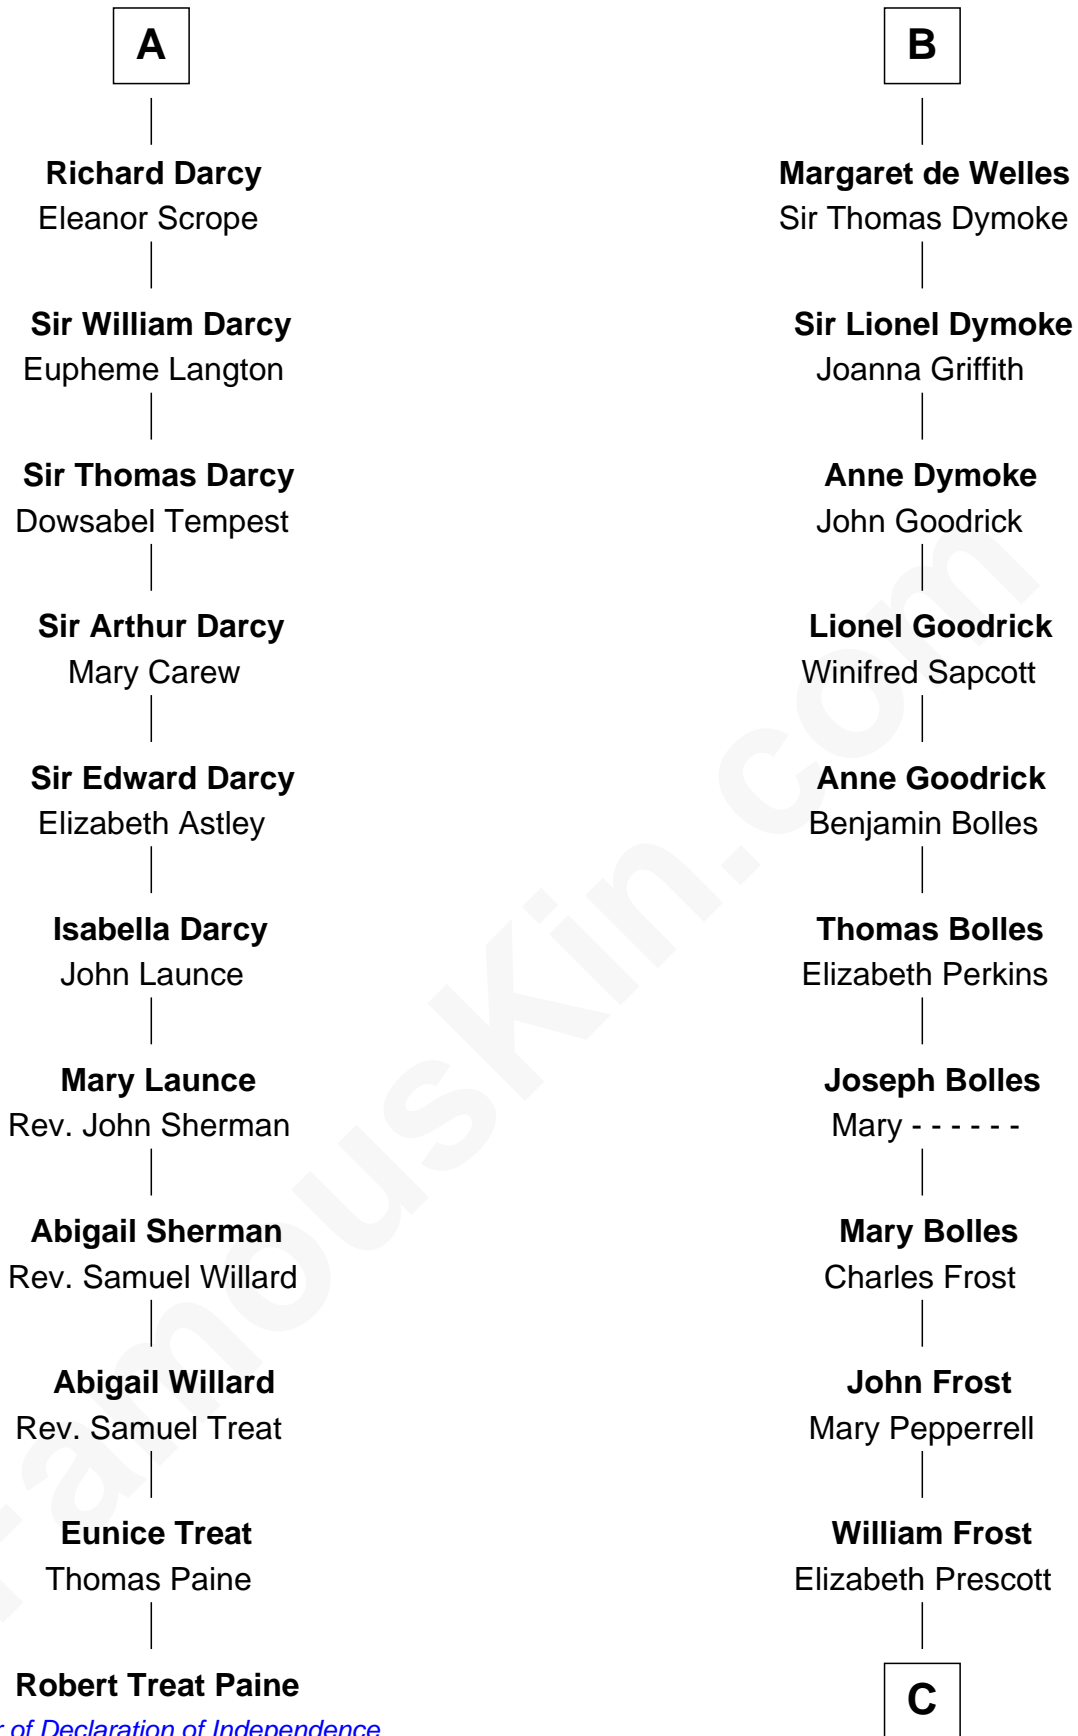 A
Richard Darcy
Eleanor Scrope
Sir William Darcy
Eupheme Langton
Sir Thomas Darcy
Dowsabel Tempest
Sir Arthur Darcy
Mary Carew
Sir Edward Darcy
Elizabeth Astley
Isabella Darcy
John Launce
Mary Launce
Rev. John Sherman
Abigail Sherman
Rev. Samuel Willard
Abigail Willard
Rev. Samuel Treat
Eunice Treat
Thomas Paine
Robert Treat Paine
of Declaration of Independence
B
Margaret de Welles
Sir Thomas Dymoke
Sir Lionel Dymoke
Joanna Griffith
Anne Dymoke
John Goodrick
Lionel Goodrick
Winifred Sapcott
Anne Goodrick
Benjamin Bolles
Thomas Bolles
Elizabeth Perkins
Joseph Bolles
Mary - - - - - -
Mary Bolles
Charles Frost
John Frost
Mary Pepperrell
William Frost
Elizabeth Prescott
C
FamousKin.com